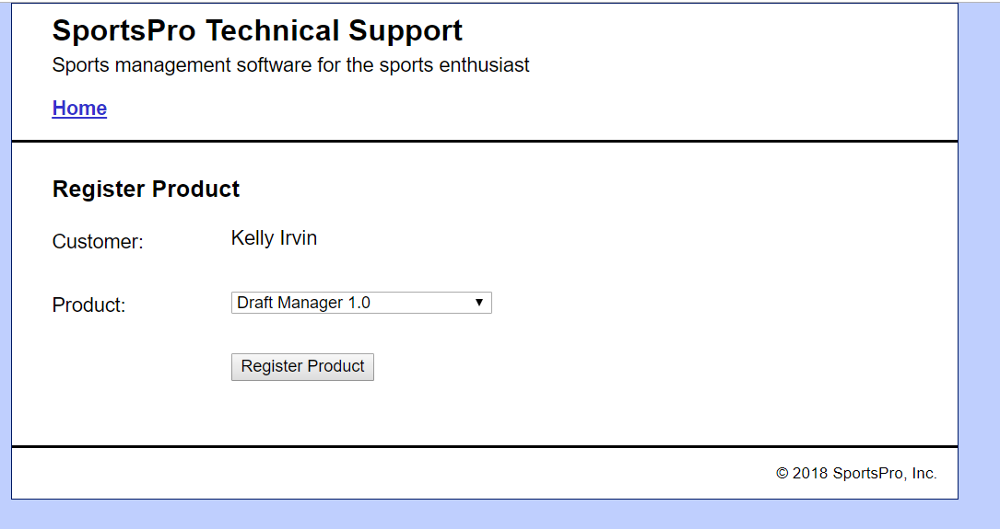 SportsPro Technical Support
Sports management software for the sports enthusiast
Home
Register Product
Customer: Kelly Irvin
Product: Draft Manager 1.0
Register Product
© 2018 SportsPro, Inc.